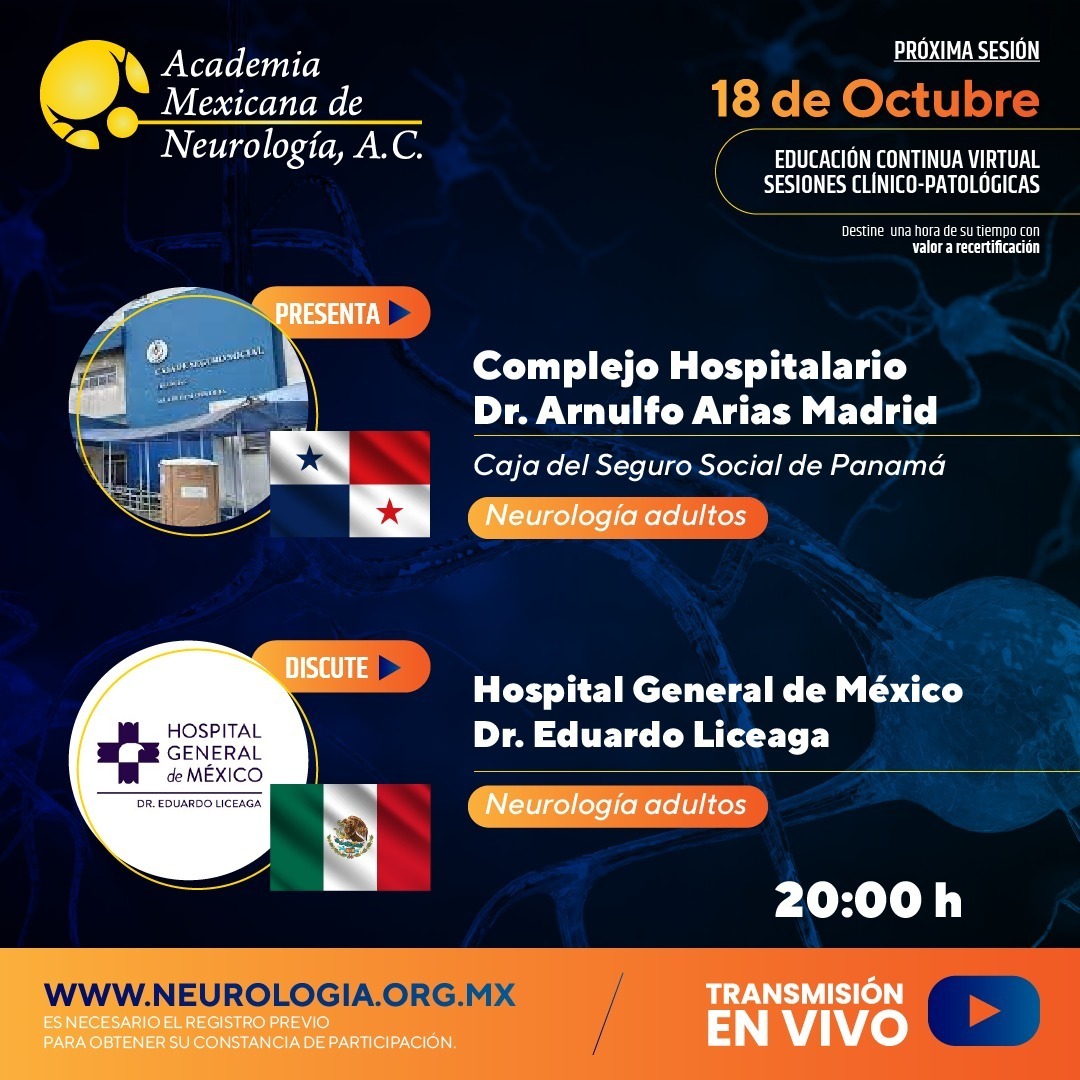 Academia
Mexicana de
Neurología, A.C.
PRÓXIMA SESIÓN
18 de Octubre
EDUCACIÓN CONTINUA VIRTUAL
SESIONES CLÍNICO-PATOLÓGICAS
Destine una hora de su tiempo con
valor a recertificación
PRESENTA
CAJA DE SEGURO SOCIAL
Complejo Hospitalario
Dr. Arnulfo Arias Madrid
Caja del Seguro Social de Panamá
Neurología adultos
DISCUTE
HOSPITAL
GENERAL
de MÉXICO
DR. EDUARDO LICEAGA
Hospital General de México
Dr. Eduardo Liceaga
Neurología adultos
20:00 h
WWW.NEUROLOGIA.ORG.MX
ES NECESARIO EL REGISTRO PREVIO
PARA OBTENER SU CONSTANCIA DE PARTICIPACIÓN.
TRANSMISIÓN
EN VIVO